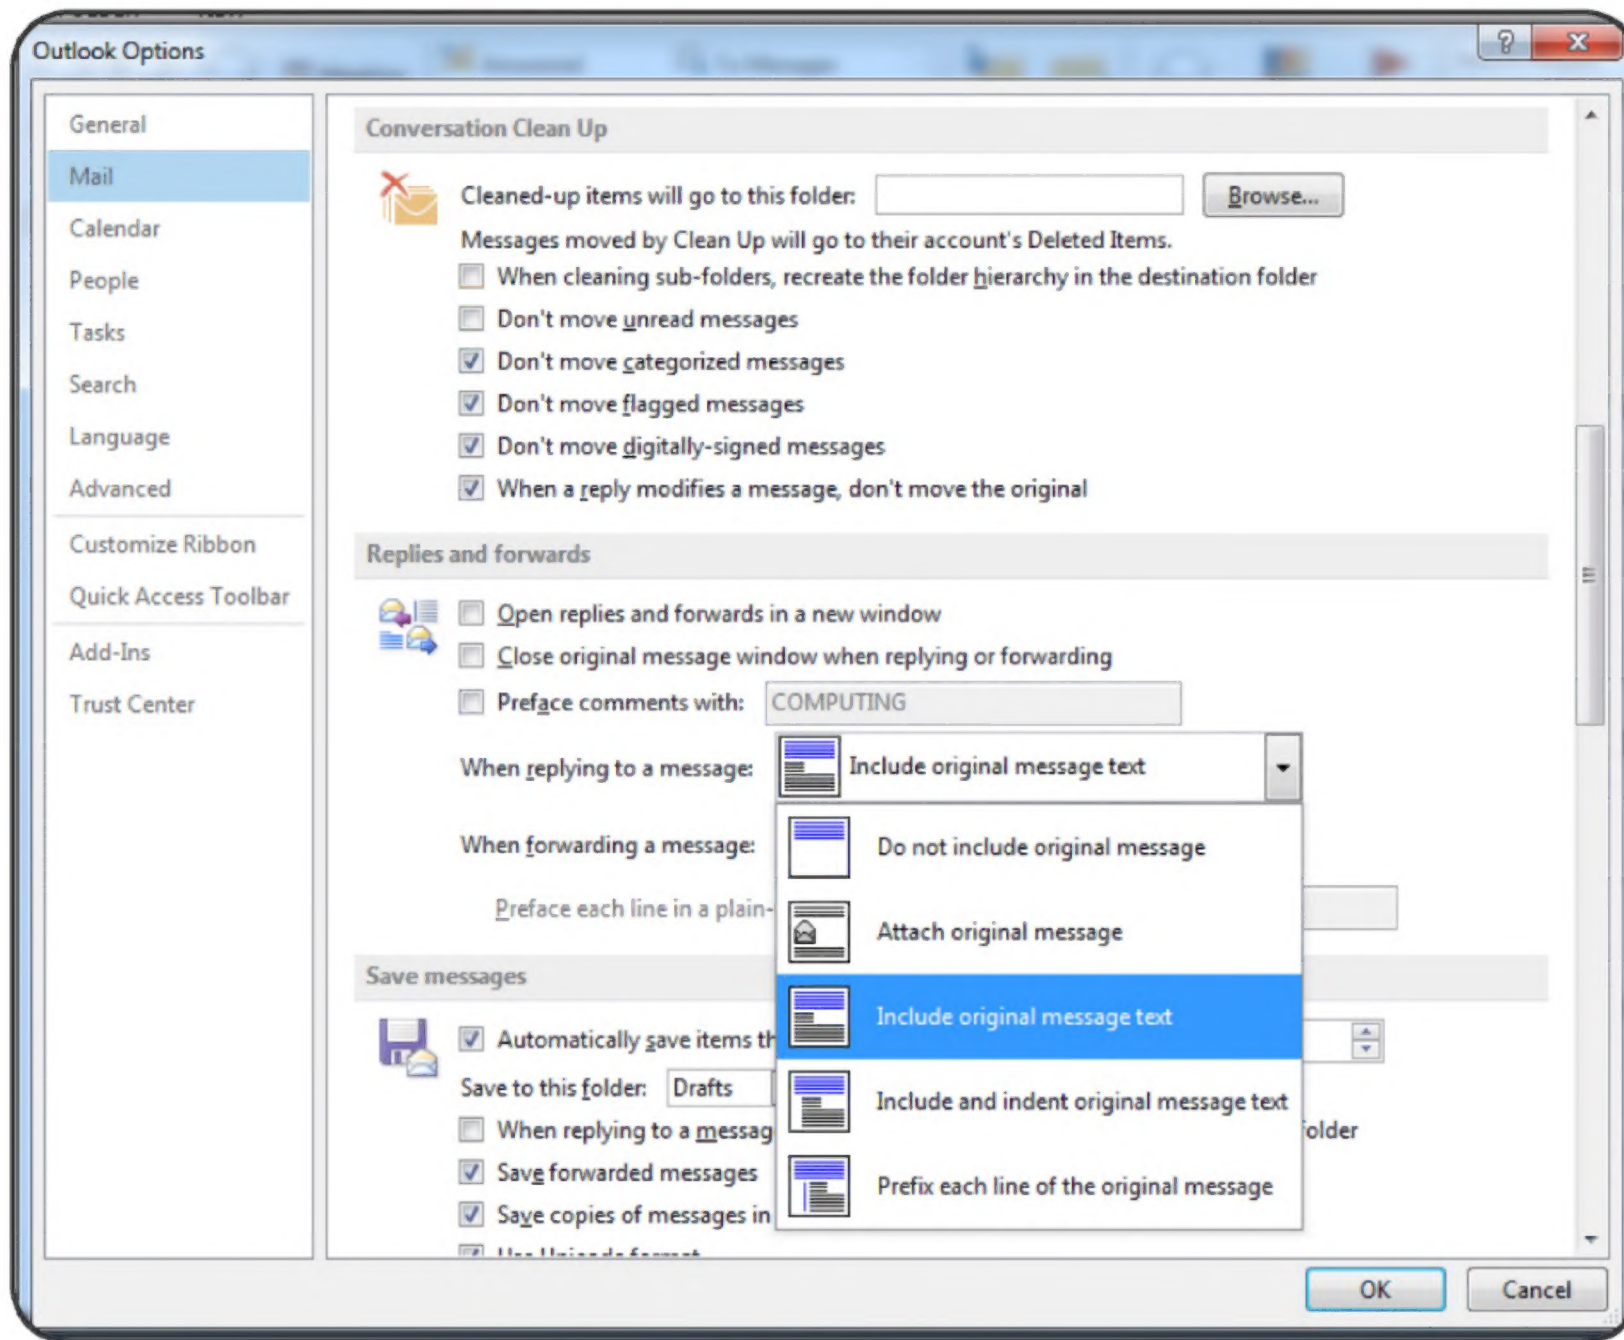 Outlook Options
General
Mail
Calendar
People
Tasks
Search
Language
Advanced
Customize Ribbon
Quick Access Toolbar
Add-Ins
Trust Center
Conversation Clean Up
Cleaned-up items will go to this folder: Browse...
Messages moved by Clean Up will go to their account's Deleted Items.
When cleaning sub-folders, recreate the folder hierarchy in the destination folder
Don't move unread messages
Don't move categorized messages
Don't move flagged messages
Don't move digitally-signed messages
When a reply modifies a message, don't move the original
Replies and forwards
Open replies and forwards in a new window
Close original message window when replying or forwarding
Preface comments with: COMPUTING
When replying to a message: Include original message text
When forwarding a message:
Do not include original message
Preface each line in a plain-
Attach original message
Save messages
Include original message text
Automatically save items th
Save to this folder: Drafts
Include and indent original message text
When replying to a messag older
Save forwarded messages
Prefix each line of the original message
Save copies of messages in
Use Unicode format
OK Cancel